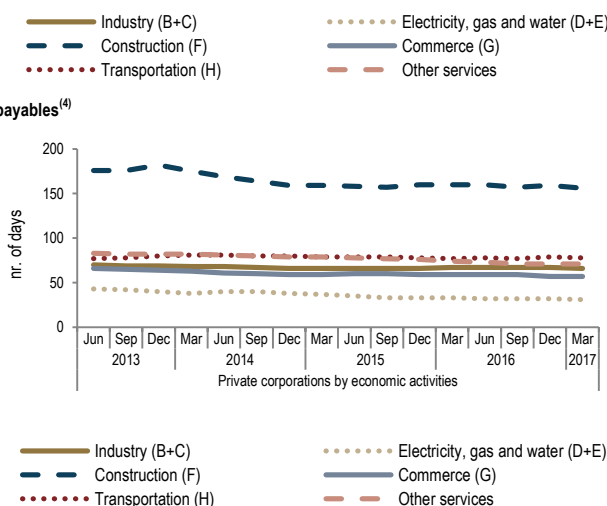 Industry (B+C) Electricity, gas and water (D+E)
Construction (F) Commerce (G)
Transportation (H) Other services
payables(4)
200
150
100
50
0
nr. of days
Jun Sep Dec Mar Jun Sep Dec Mar Jun Sep Dec Mar Jun Sep Dec Mar
2013 2014 2015 2016 2017
Private corporations by economic activities
Industry (B+C) Electricity, gas and water (D+E)
Construction (F) Commerce (G)
Transportation (H) Other services